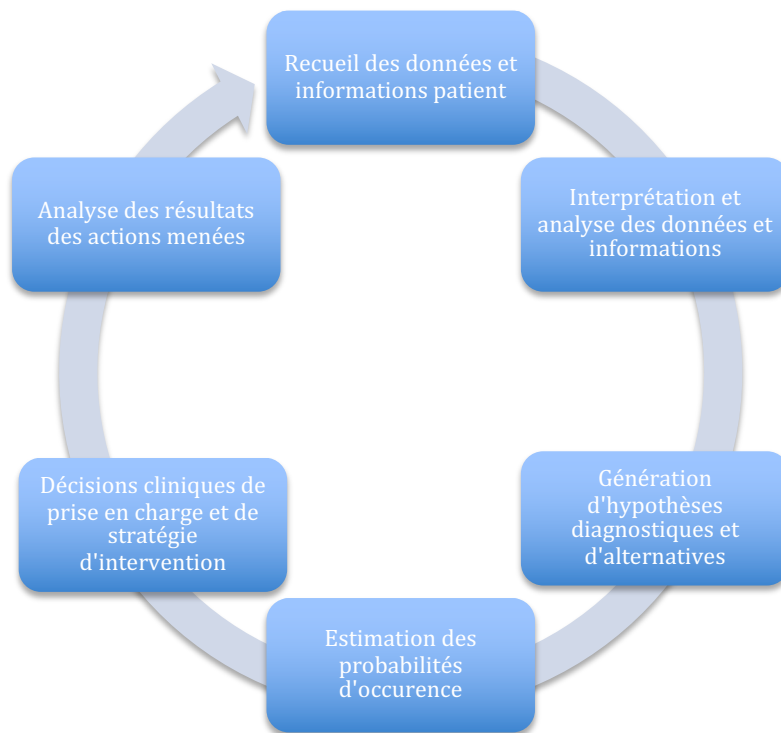 Recueil des données et
informations patient
Interprétation et
analyse des données et
informations
Génération
d'hypothèses
diagnostiques et
d'alternatives
Estimation des
probabilités
d'occurence
Décisions cliniques de
prise en charge et de
stratégie
d'intervention
Analyse des résultats
des actions menées